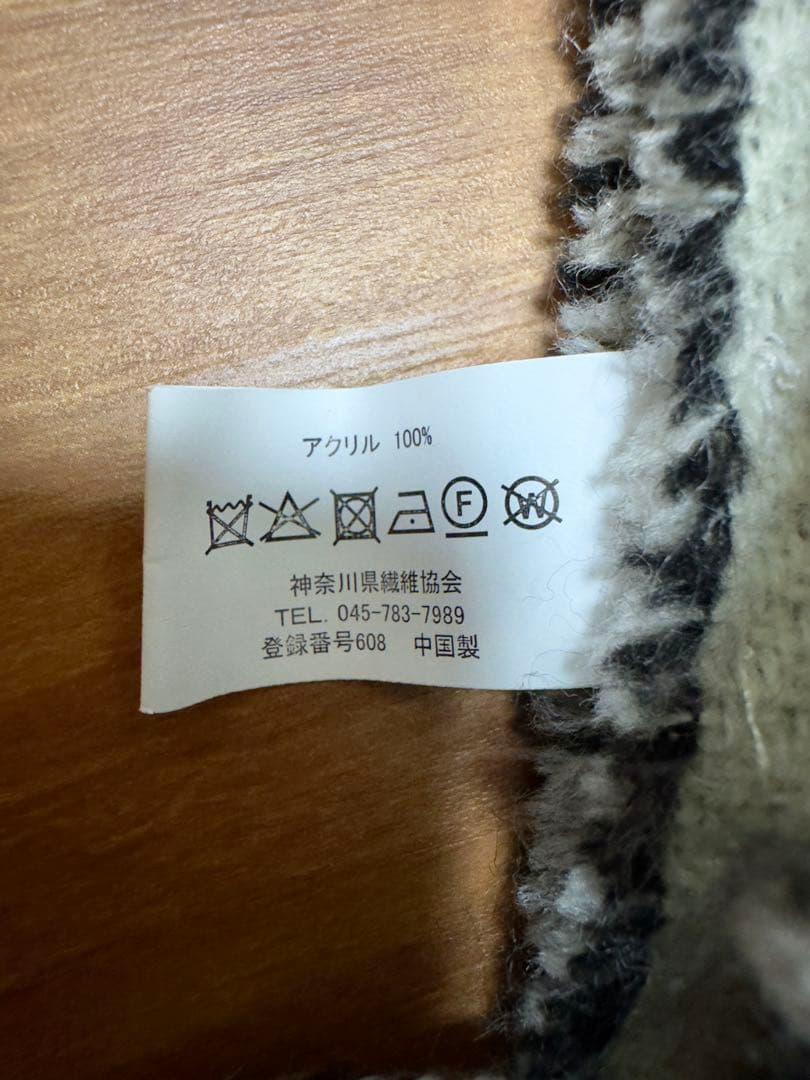 アクリル 100%
F W
神奈川県繊維協会
TEL. 045-783-7989
登録番号608 中国製